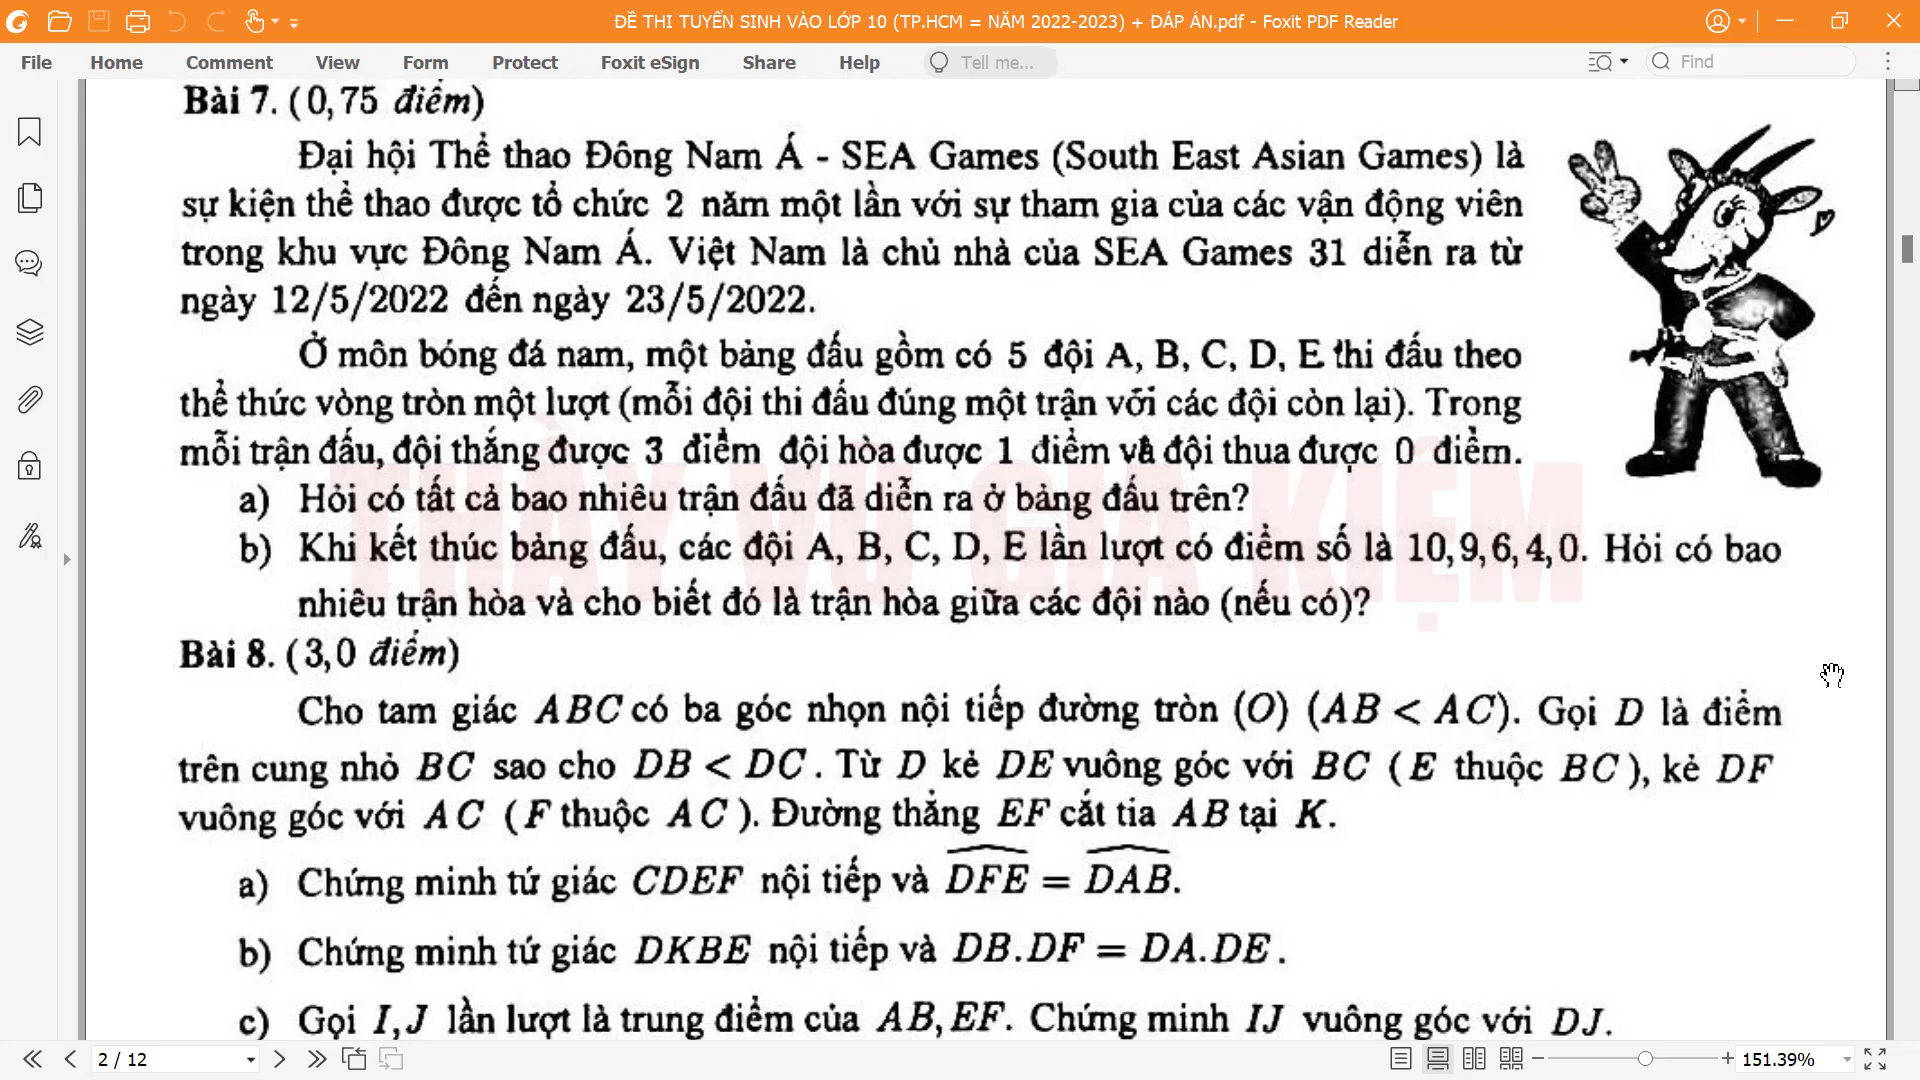 ĐỀ THI TUYỂN SINH VÀO LỚP 10 (TP.HCM = NĂM 2022-2023) + ĐÁP ÁN.pdf - Foxit PDF Reader
File Home Comment View Form Protect Foxit eSign Share Help Tell me... Find
Bài 7. (0,75 điểm)
Đại hội Thể thao Đông Nam Á - SEA Games (South East Asian Games) là
sự kiện thể thao được tổ chức 2 năm một lần với sự tham gia của các vận động viên
trong khu vực Đông Nam Á. Việt Nam là chủ nhà của SEA Games 31 diễn ra từ
ngày 12/5/2022 đến ngày 23/5/2022.
Ở môn bóng đá nam, một bảng đấu gồm có 5 đội A, B, C, D, E thi đấu theo
thể thức vòng tròn một lượt (mỗi đội thi đấu đúng một trận với các đội còn lại). Trong
mỗi trận đấu, đội thắng được 3 điểm đội hòa được 1 điểm và đội thua được 0 điểm.
a) Hỏi có tất cả bao nhiêu trận đấu đã diễn ra ở bảng đấu trên?
b) Khi kết thúc bảng đấu, các đội A, B, C, D, E lần lượt có điểm số là 10,9,6,4,0. Hỏi có bao
nhiêu trận hòa và cho biết đó là trận hòa giữa các đội nào (nếu có)?
THẦY VŨ GIA KIỆM
Bài 8. (3,0 điểm)
Cho tam giác ABC có ba góc nhọn nội tiếp đường tròn (O) (AB < AC). Gọi D là điểm
trên cung nhỏ BC sao cho DB < DC. Từ D kẻ DE vuông góc với BC (E thuộc BC), kẻ DF
vuông góc với AC (F thuộc AC). Đường thẳng EF cắt tia AB tại K.
a) Chứng minh tứ giác CDEF nội tiếp và \widehat{DFE} = \widehat{DAB}.
b) Chứng minh tứ giác DKBE nội tiếp và DB.DF = DA.DE.
c) Gọi I,J lần lượt là trung điểm của AB,EF. Chứng minh IJ vuông góc với DJ.
2 / 12 151.39%